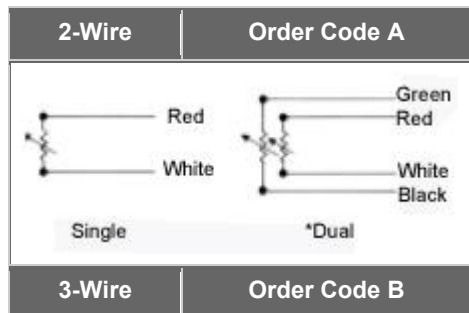 2-Wire Order Code A
Green
Red Red
White White
Black
Single *Dual
3-Wire Order Code B